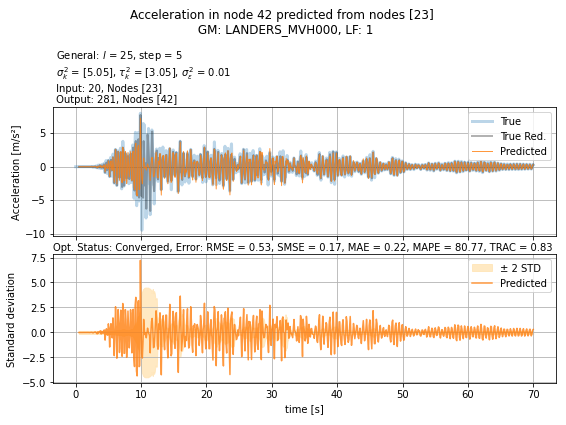 Acceleration in node 42 predicted from nodes [23]
GM: LANDERS_MVH000, LF: 1
General: l = 25, step = 5
σ²ₖ = [5.05], τ²ₖ = [3.05], σ²ε = 0.01
Input: 20, Nodes [23]
Output: 281, Nodes [42]
Acceleration [m/s²]
5
0
−5
−10
True
True Red.
Predicted
Opt. Status: Converged, Error: RMSE = 0.53, SMSE = 0.17, MAE = 0.22, MAPE = 80.77, TRAC = 0.83
Standard deviation
7.5
5.0
2.5
0.0
−2.5
−5.0
± 2 STD
Predicted
0 10 20 30 40 50 60 70
time [s]